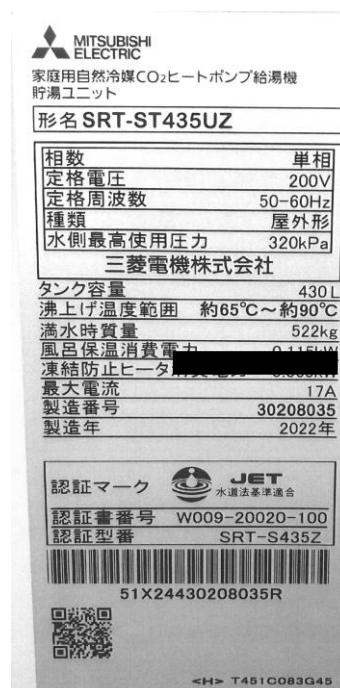 MITSUBISHI
ELECTRIC
家庭用自然冷媒CO₂ヒートポンプ給湯機
貯湯ユニット
形名 SRT-ST435UZ
相数 単相
定格電圧 200V
定格周波数 50-60Hz
種類 屋外形
水側最高使用圧力 320kPa
三菱電機株式会社
タンク容量 430L
沸上げ温度範囲 約65℃～約90℃
満水時質量 522kg
風呂保温消費電力
凍結防止ヒータ
最大電流 17A
製造番号 30208035
製造年 2022年
認証マーク JET
水道法基準適合
認証書番号 W009-20020-100
認証型番 SRT-S435Z
51X24430208035R
<H> T451C083G45